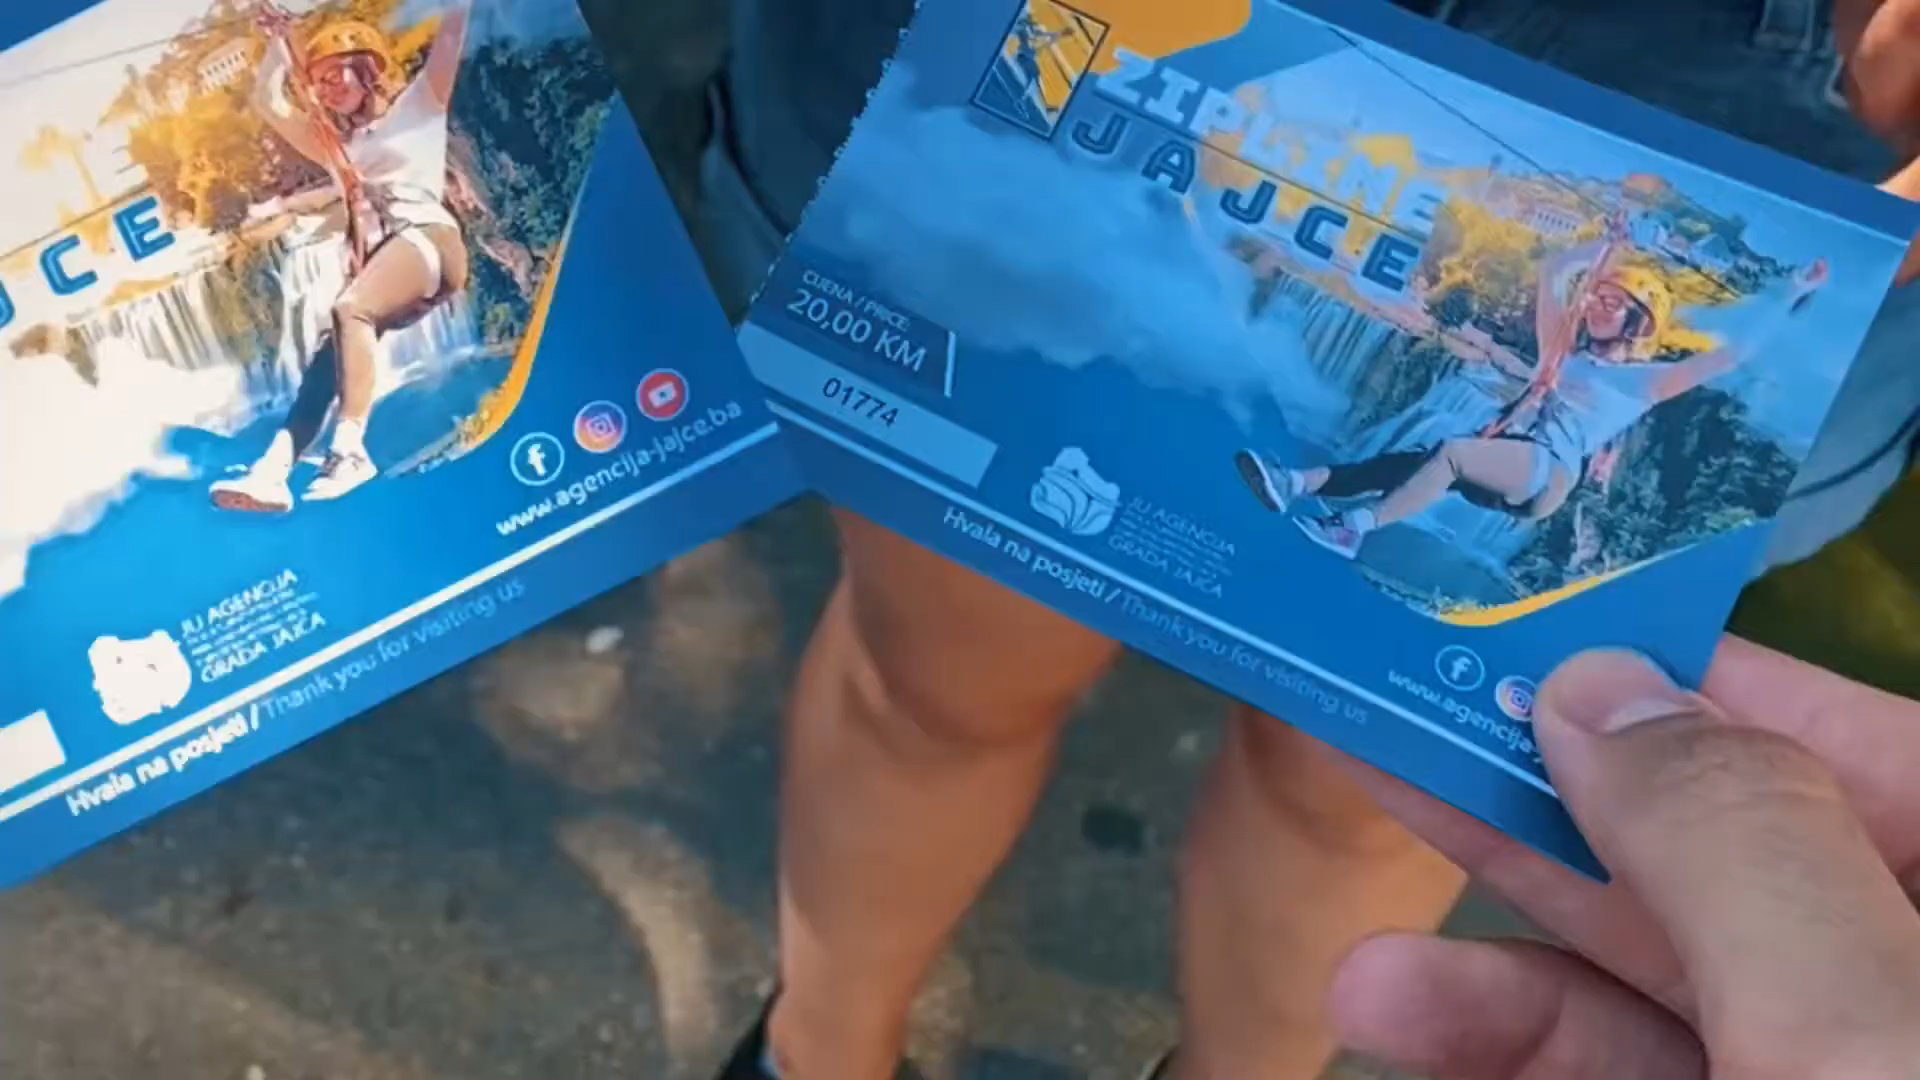 J C E
www.agencija-jajce.ba
JU AGENCIJA
GRADA JAJCA
Hvala na posjeti / Thank you for visiting us
ZIPLINE
JAJCE
CIJENA / PRICE:
20,00 KM
01774
JU AGENCIJA
GRADA JAJCA
Hvala na posjeti / Thank you for visiting us
www.agencija-